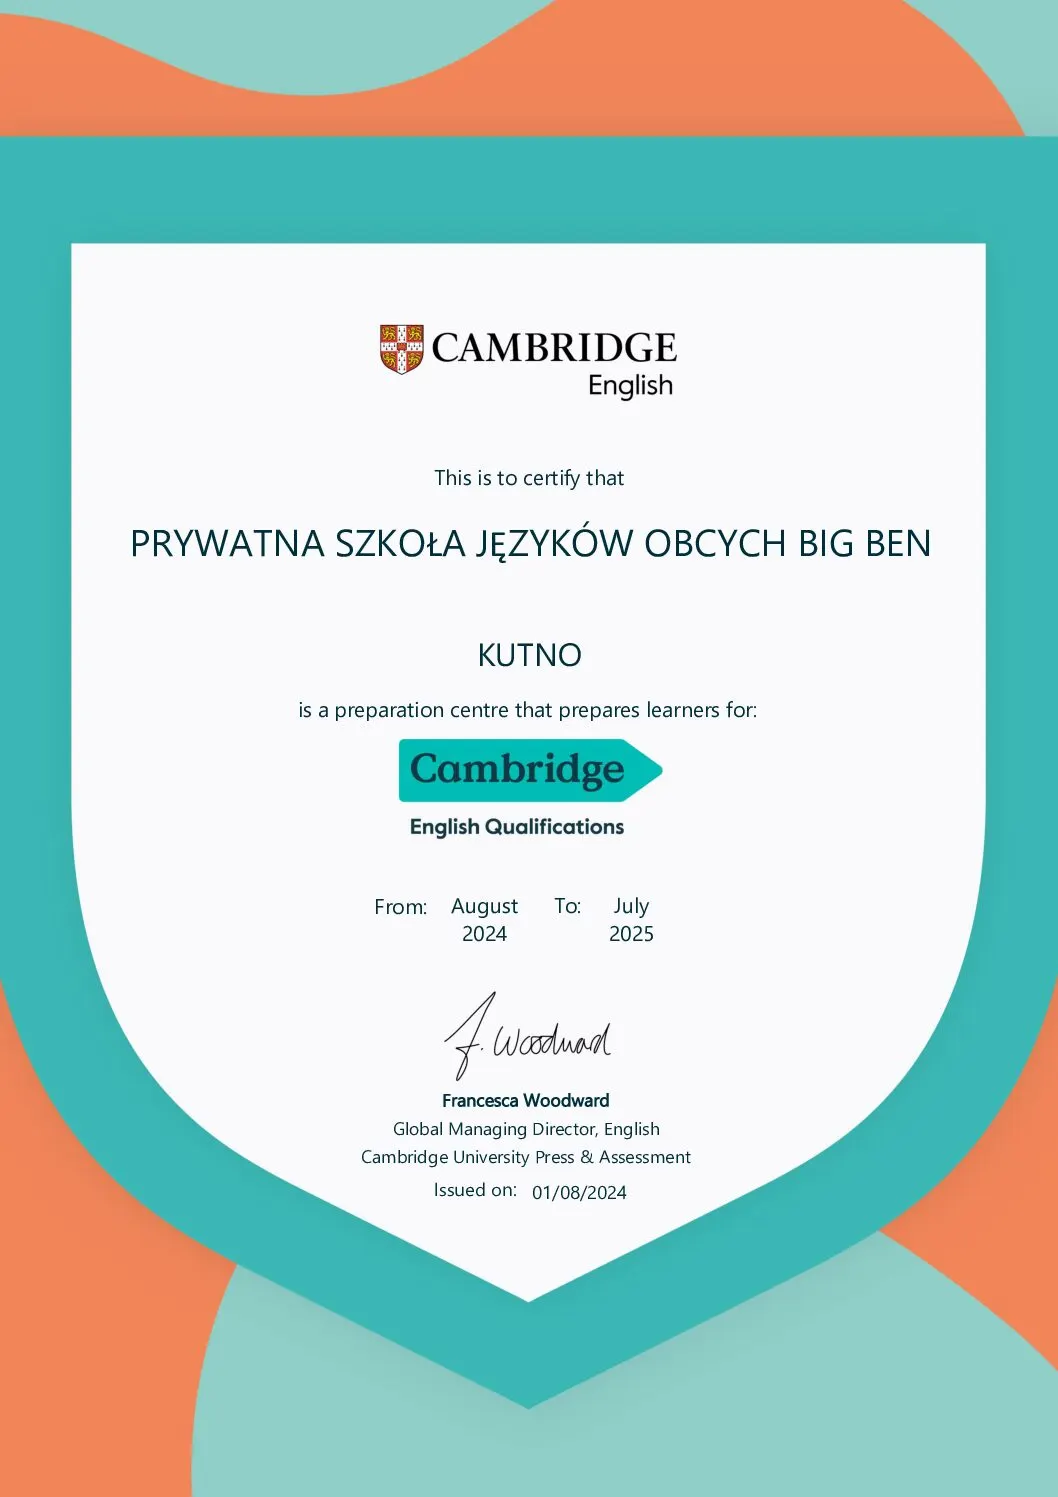 CAMBRIDGE
English
This is to certify that
PRYWATNA SZKOŁA JĘZYKÓW OBCYCH BIG BEN
KUTNO
is a preparation centre that prepares learners for:
Cambridge
English Qualifications
From: August 2024 To: July 2025
F. Woodward
Francesca Woodward
Global Managing Director, English
Cambridge University Press & Assessment
Issued on: 01/08/2024